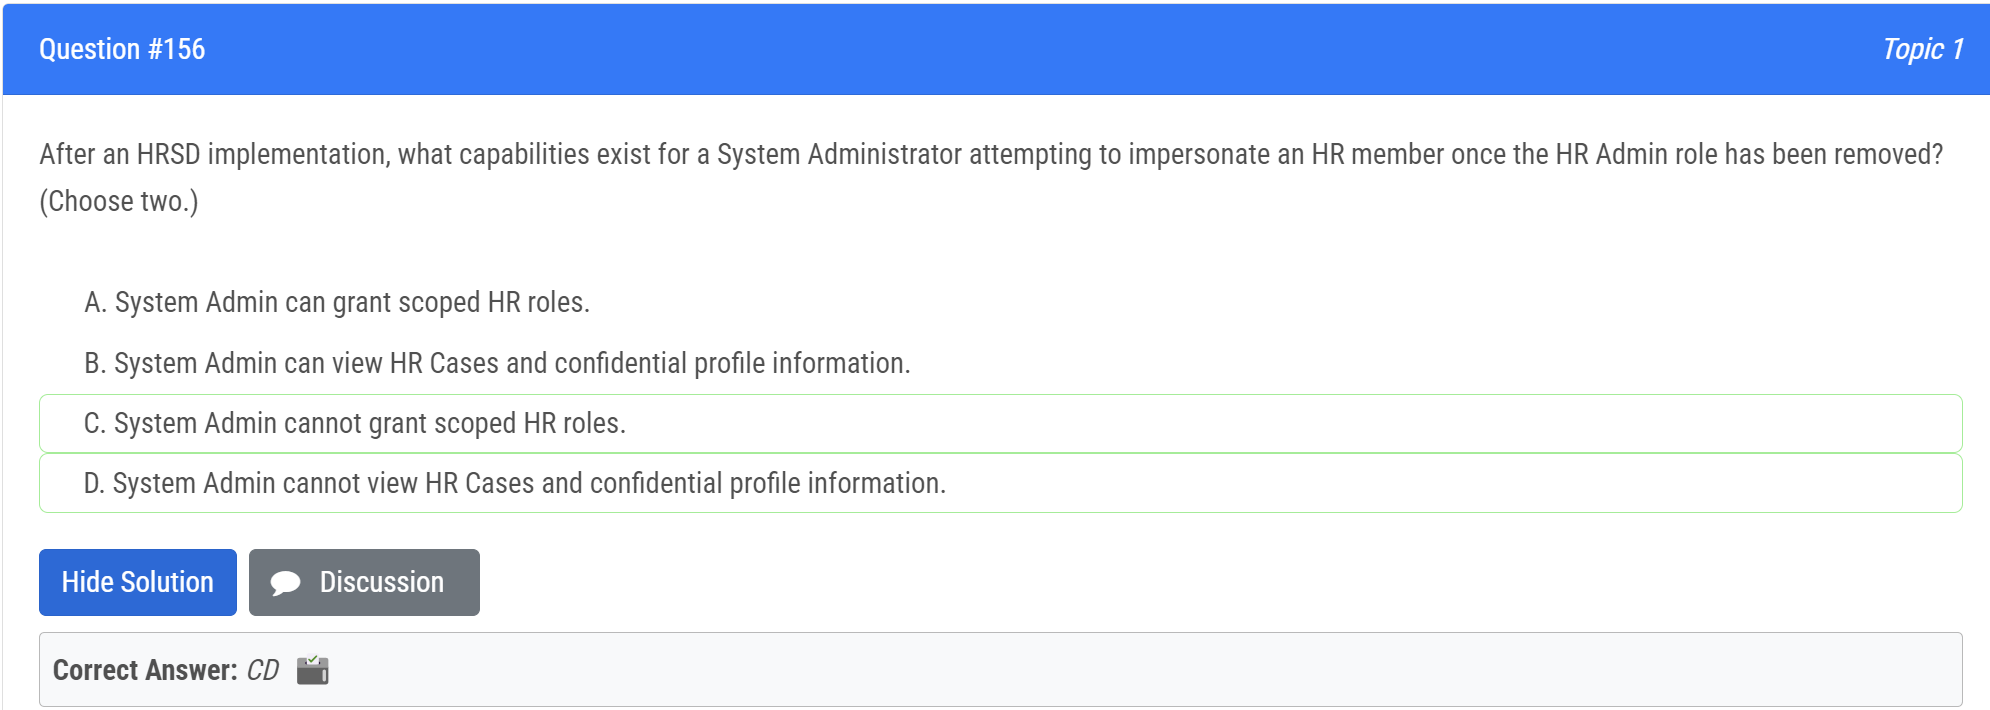 Question #156
Topic 1
After an HRSD implementation, what capabilities exist for a System Administrator attempting to impersonate an HR member once the HR Admin role has been removed?
(Choose two.)
A. System Admin can grant scoped HR roles.
B. System Admin can view HR Cases and confidential profile information.
C. System Admin cannot grant scoped HR roles.
D. System Admin cannot view HR Cases and confidential profile information.
Hide Solution
Discussion
Correct Answer: CD